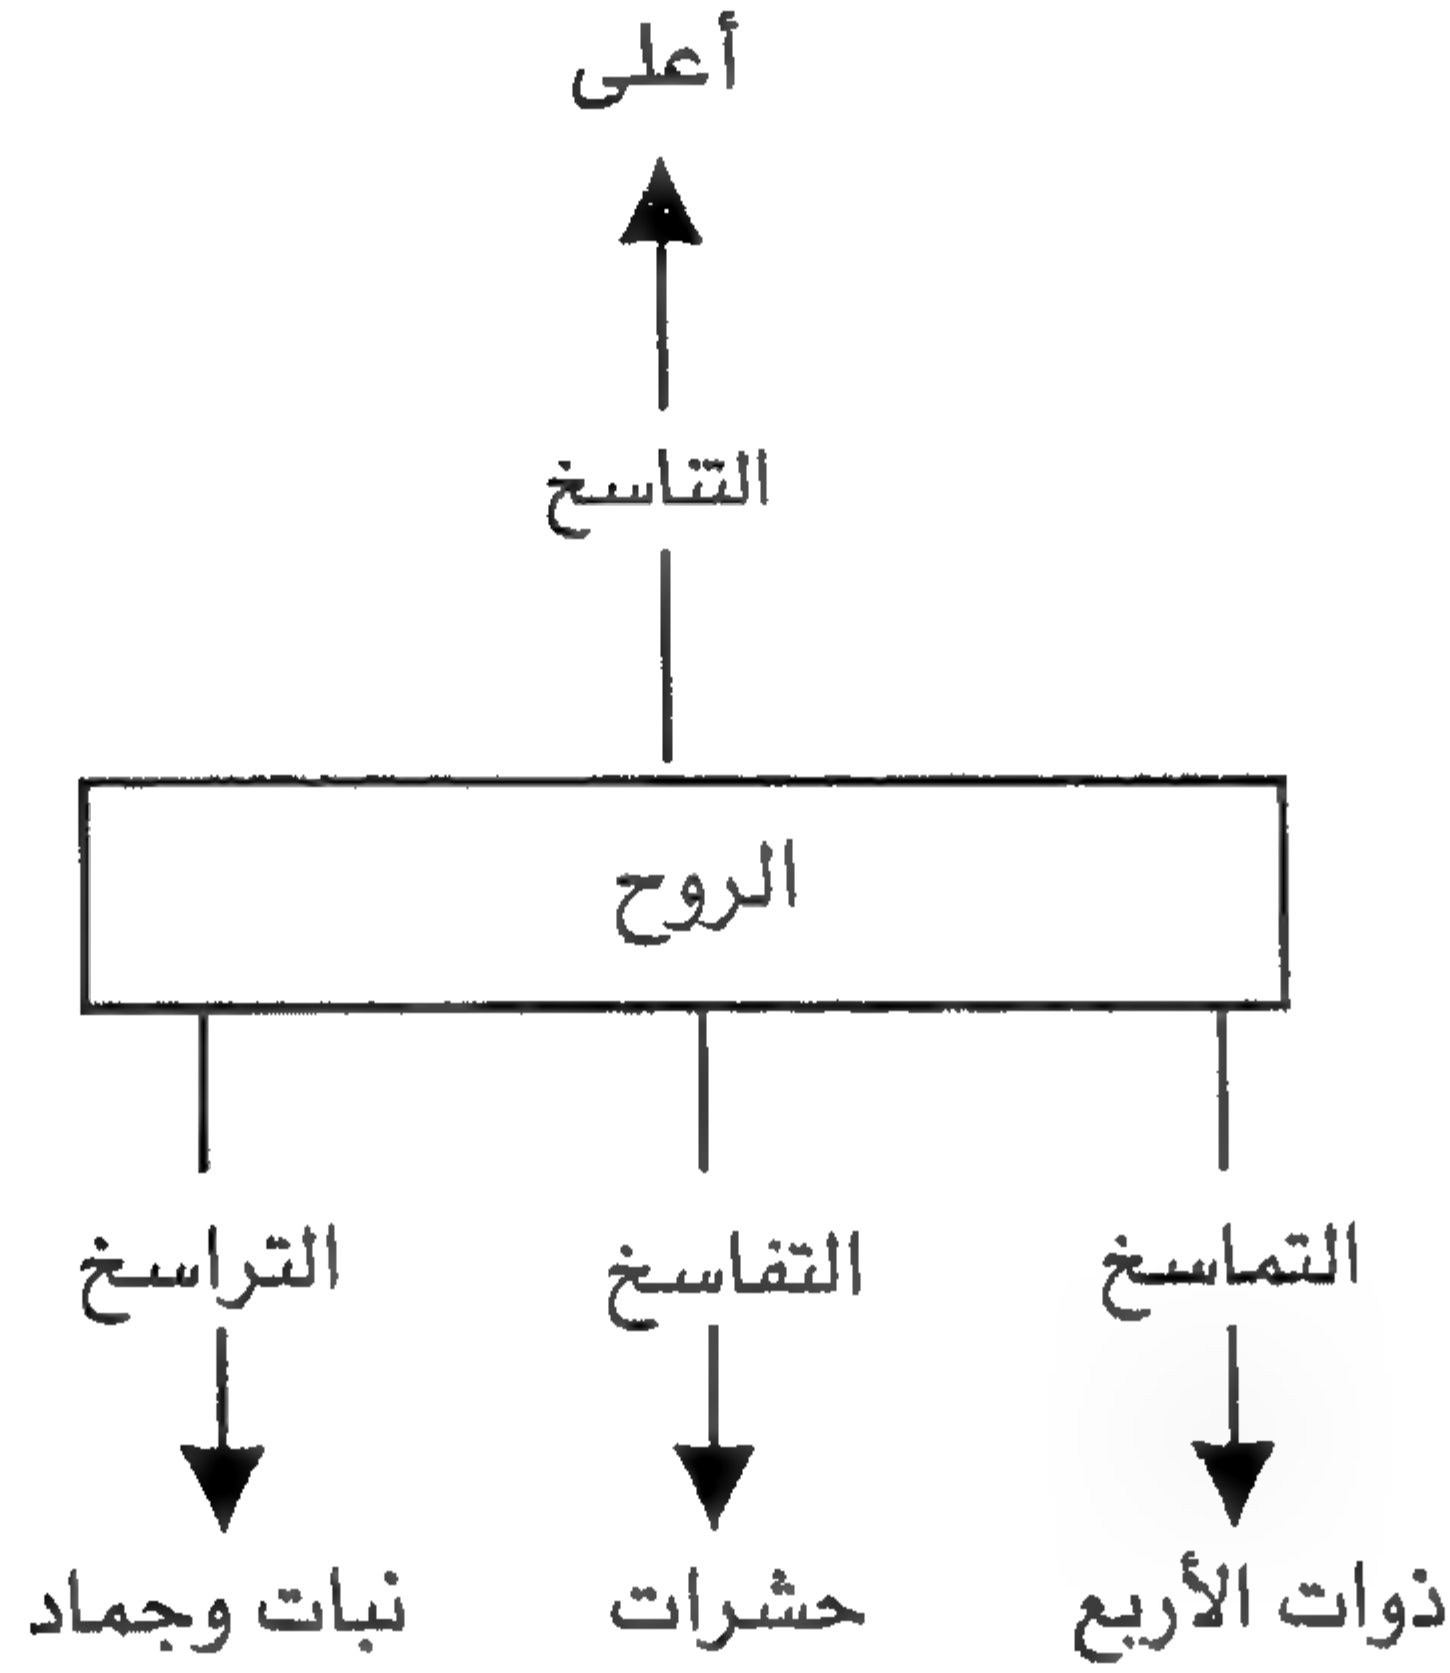 أعلى
التناسخ
الروح
التماسخ
التفاسخ
التراسخ
ذوات الأربع
حشرات
نبات وجماد